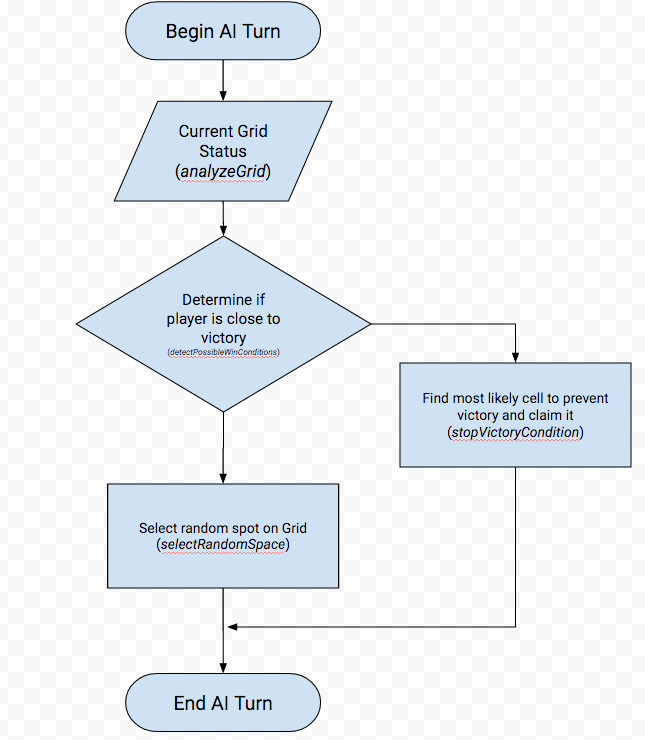 Begin AI Turn
Current Grid
Status
(analyzeGrid)
Determine if
player is close to
victory
(detectPossibleWinConditions)
Find most likely cell to prevent
victory and claim it
(stopVictoryCondition)
Select random spot on Grid
(selectRandomSpace)
End AI Turn